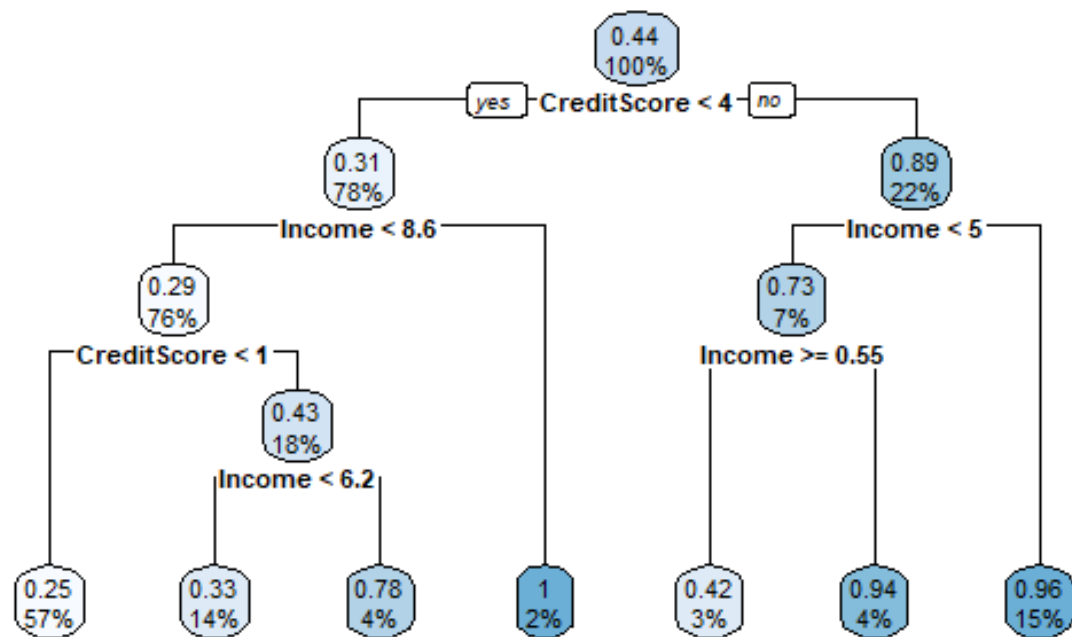 0.44
100%
yes CreditScore < 4 no
0.31 0.89
78% 22%
Income < 8.6 Income < 5
0.29 0.73
76% 7%
CreditScore < 1 Income >= 0.55
0.43
18%
Income < 6.2
0.25 0.33 0.78 1 0.42 0.94 0.96
57% 14% 4% 2% 3% 4% 15%